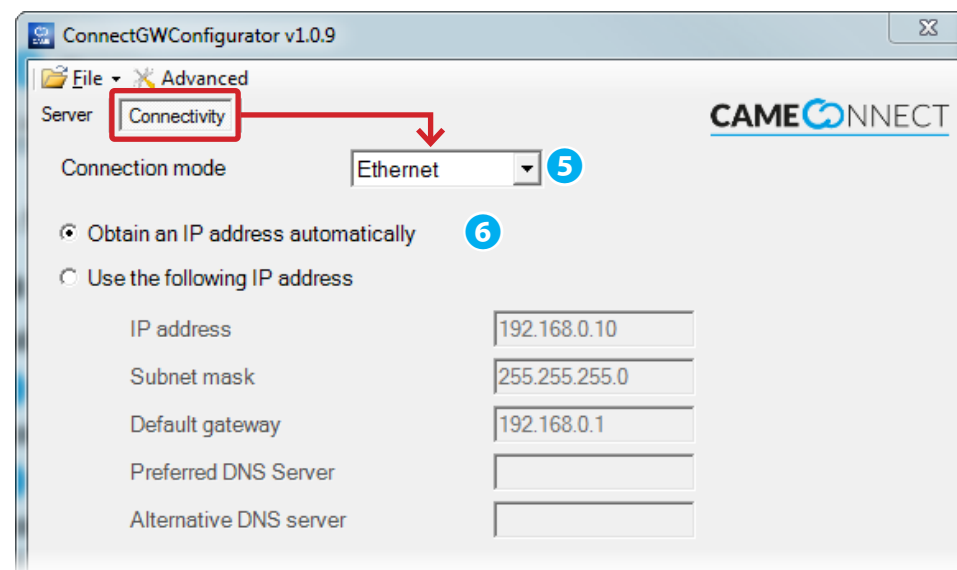 ConnectGWConfigurator v1.0.9
File Advanced
Server Connectivity
CAMECONNECT
Connection mode Ethernet 5
Obtain an IP address automatically 6
Use the following IP address
IP address 192.168.0.10
Subnet mask 255.255.255.0
Default gateway 192.168.0.1
Preferred DNS Server
Alternative DNS server